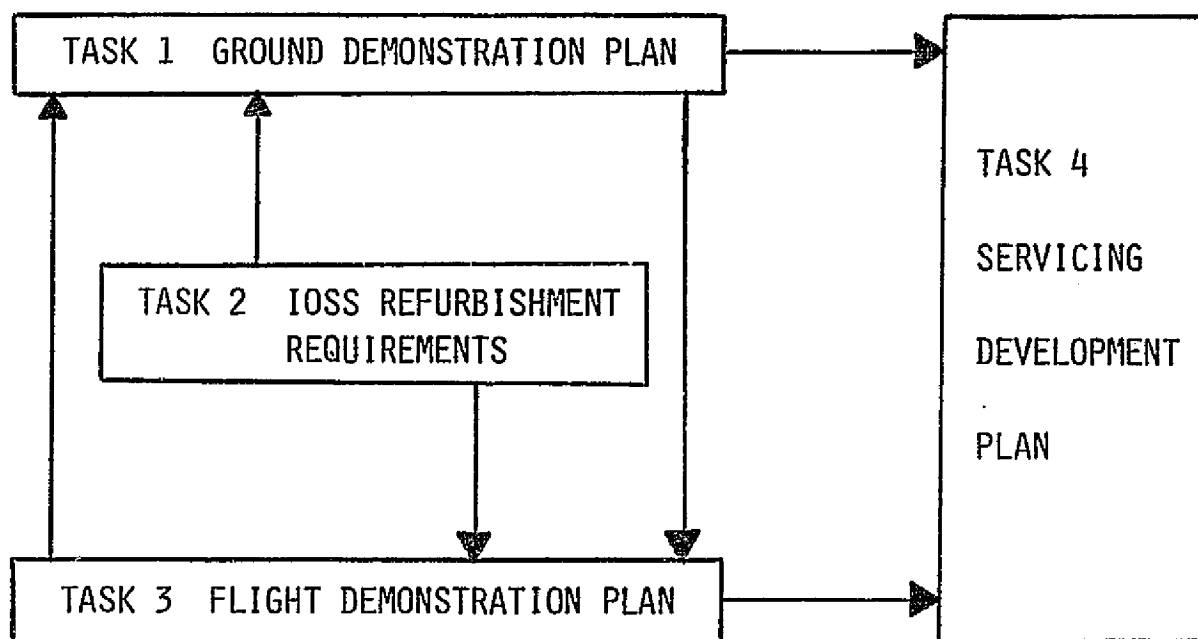 TASK 1 GROUND DEMONSTRATION PLAN
TASK 2 IOSS REFURBISHMENT
REQUIREMENTS
TASK 3 FLIGHT DEMONSTRATION PLAN
TASK 4
SERVICING
DEVELOPMENT
PLAN